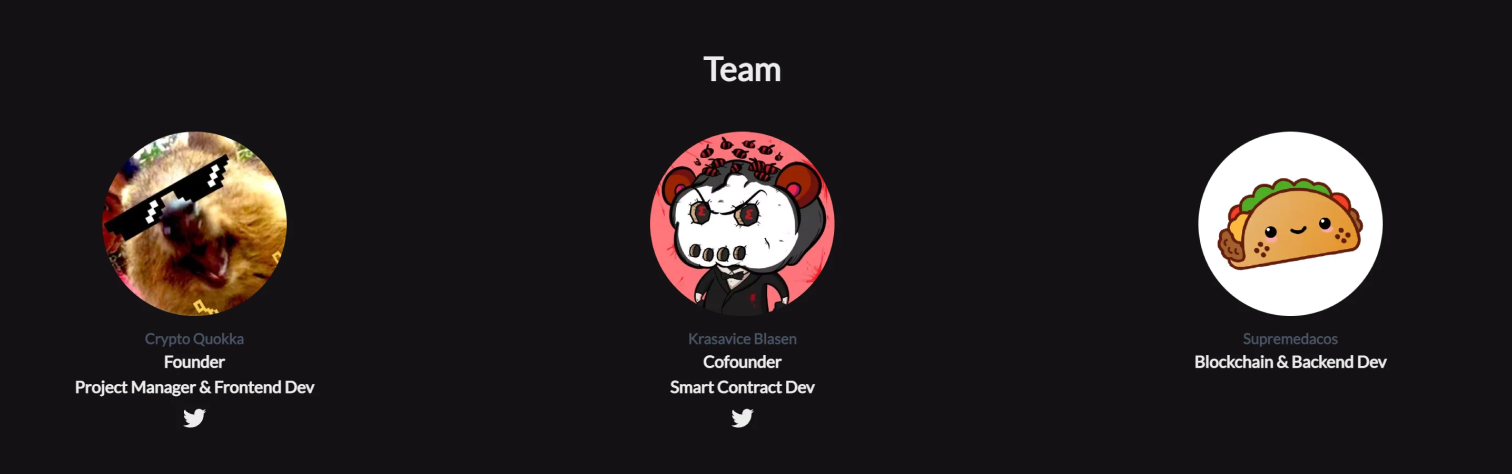 Team
Crypto Quokka
Founder
Project Manager & Frontend Dev
Krasavice Blasen
Cofounder
Smart Contract Dev
Supremedacos
Blockchain & Backend Dev